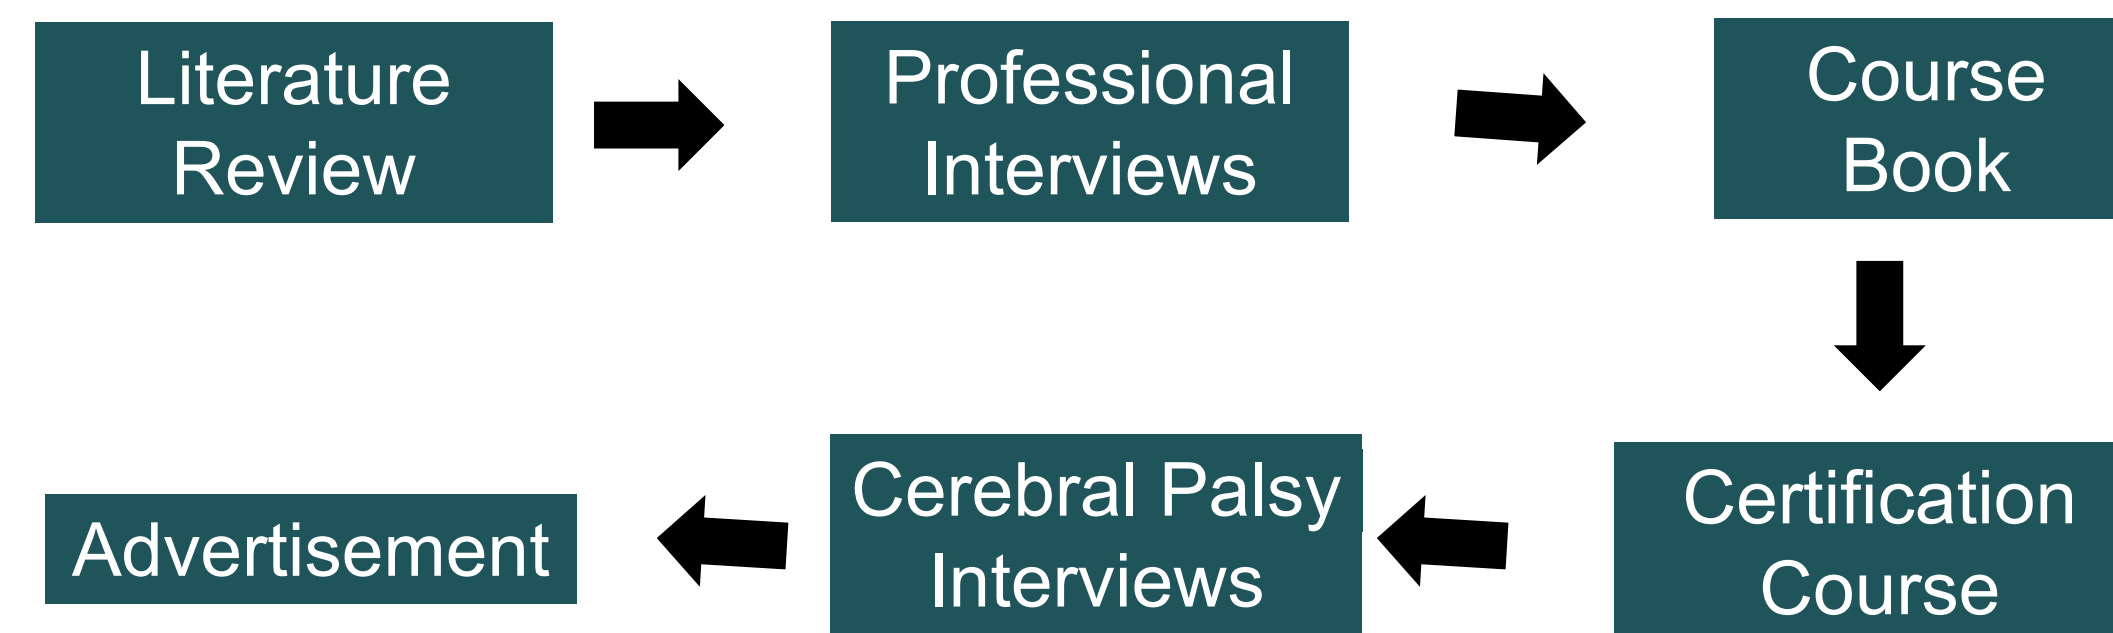 Literature
Review
Professional
Interviews
Course
Book
Certification
Course
Cerebral Palsy
Interviews
Advertisement